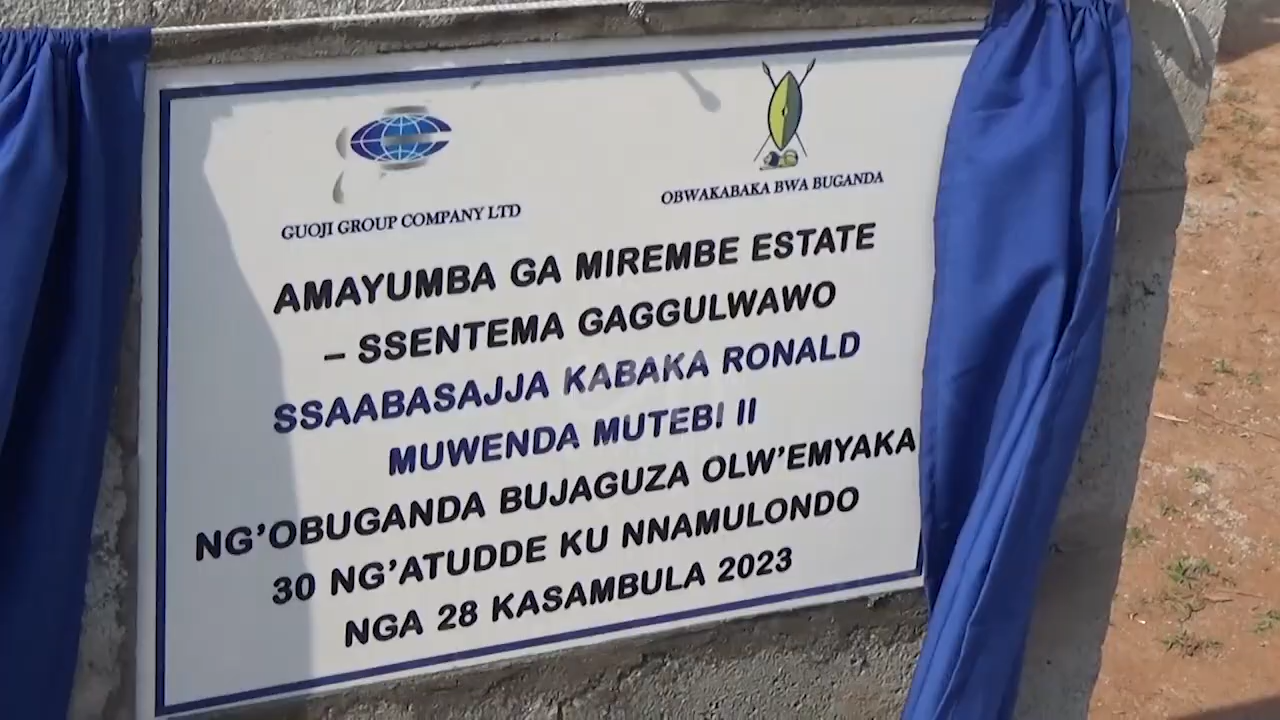 GUOJI GROUP COMPANY LTD
OBWAKABAKA BWA BUGANDA
AMAYUMBA GA MIREMBE ESTATE
– SSENTEMA GAGGULWAWO
SSAABASAJJA KABAKA RONALD
MUWENDA MUTEBI II
NG'OBUGANDA BUJAGUZA OLW'EMYAKA
30 NG'ATUDDE KU NNAMULONDO
NGA 28 KASAMBULA 2023